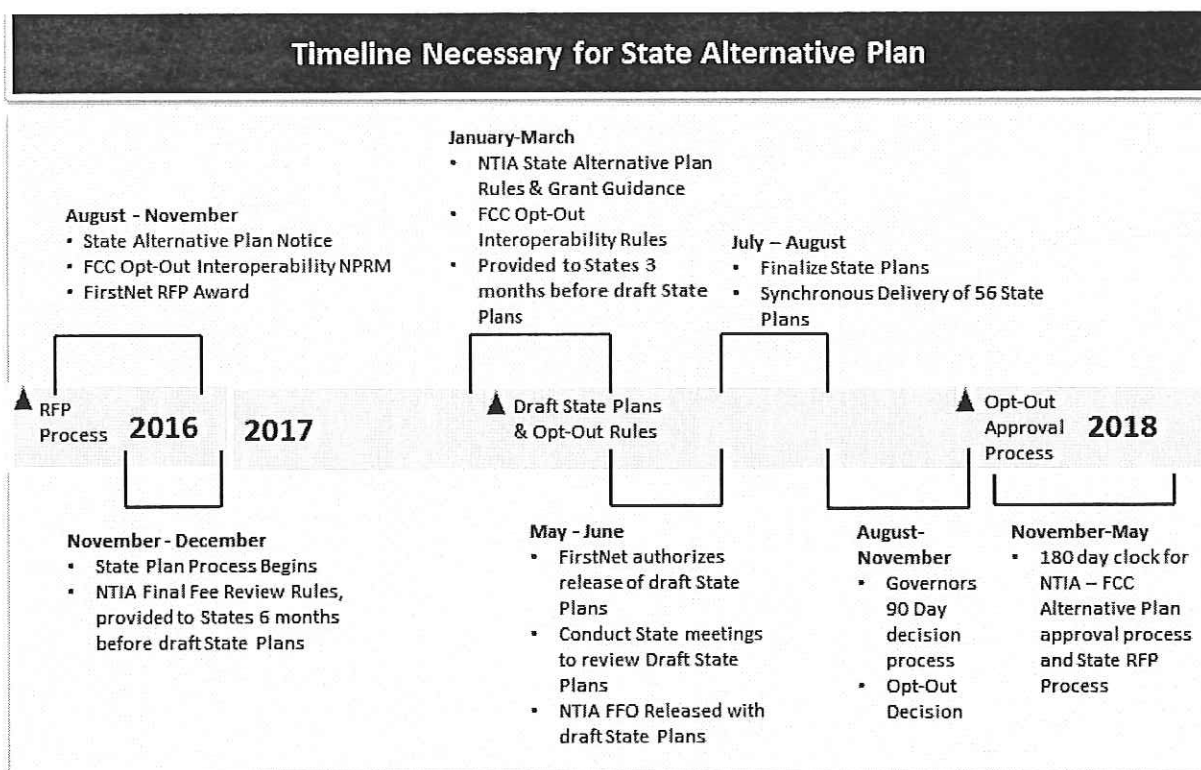 Timeline Necessary for State Alternative Plan
January-March
• NTIA State Alternative Plan
Rules & Grant Guidance
• FCC Opt-Out
Interoperability Rules
• Provided to States 3
months before draft State
Plans
August - November
• State Alternative Plan Notice
• FCC Opt-Out Interoperability NPRM
• FirstNet RFP Award
July – August
• Finalize State Plans
• Synchronous Delivery of 56 State
Plans
RFP
Process
2016
2017
Draft State Plans
& Opt-Out Rules
Opt-Out
Approval
Process
2018
November - December
• State Plan Process Begins
• NTIA Final Fee Review Rules,
provided to States 6 months
before draft State Plans
May - June
• FirstNet authorizes
release of draft State
Plans
• Conduct State meetings
to review Draft State
Plans
• NTIA FFO Released with
draft State Plans
August-
November
• Governors
90 Day
decision
process
• Opt-Out
Decision
November-May
• 180 day clock for
NTIA – FCC
Alternative Plan
approval process
and State RFP
Process